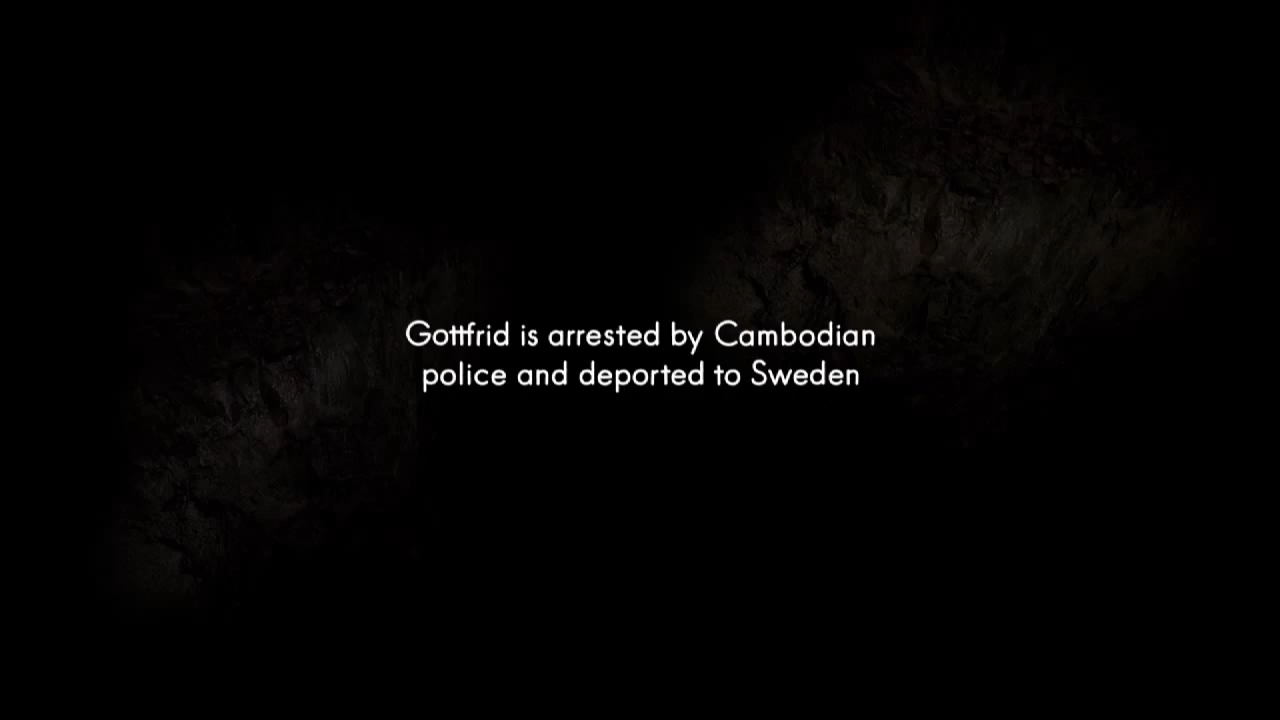 Gottfrid is arrested by Cambodian
police and deported to Sweden